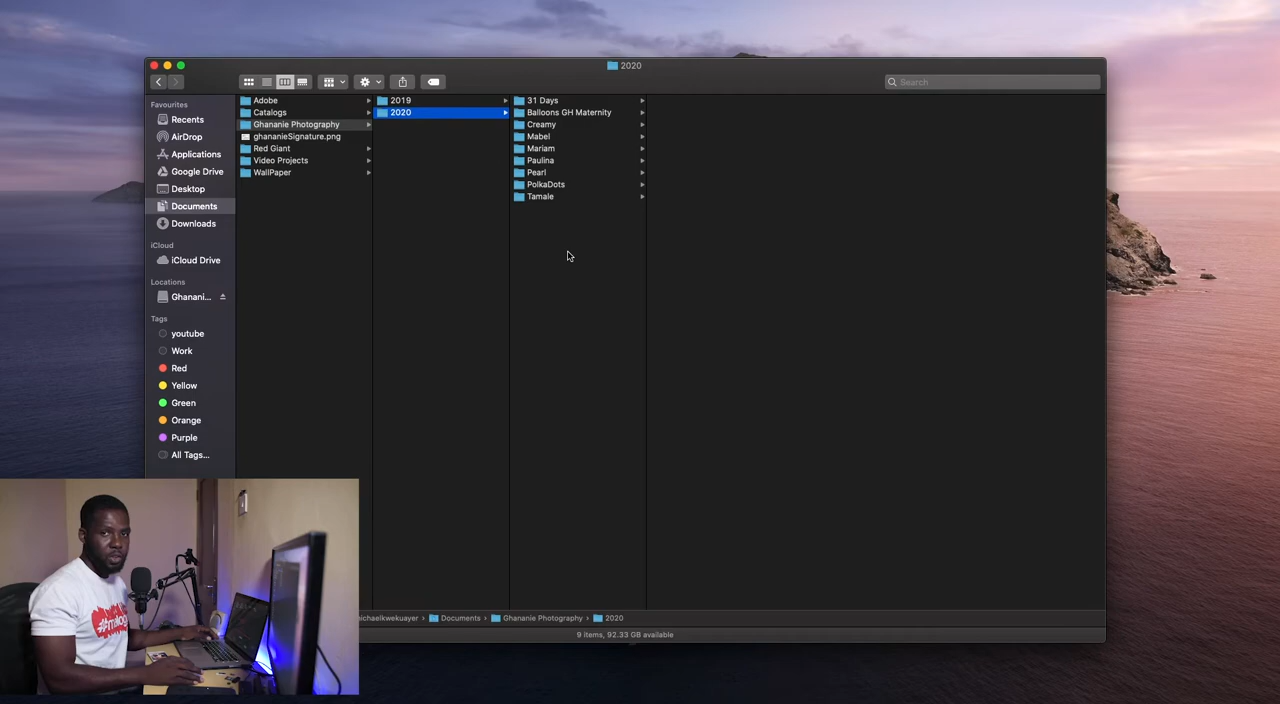 2020
Search
Favourites
Recents
AirDrop
Applications
Google Drive
Desktop
Documents
Downloads
iCloud
iCloud Drive
Locations
Ghanani...
Tags
youtube
Work
Red
Yellow
Green
Orange
Purple
All Tags...
Adobe
Catalogs
Ghananie Photography
ghananieSignature.png
Red Giant
Video Projects
WallPaper
2019
2020
31 Days
Balloons GH Maternity
Creamy
Mabel
Mariam
Paulina
Pearl
PolkaDots
Tamale
ichaelkwekuayer › Documents › Ghananie Photography › 2020
9 items, 92.33 GB available